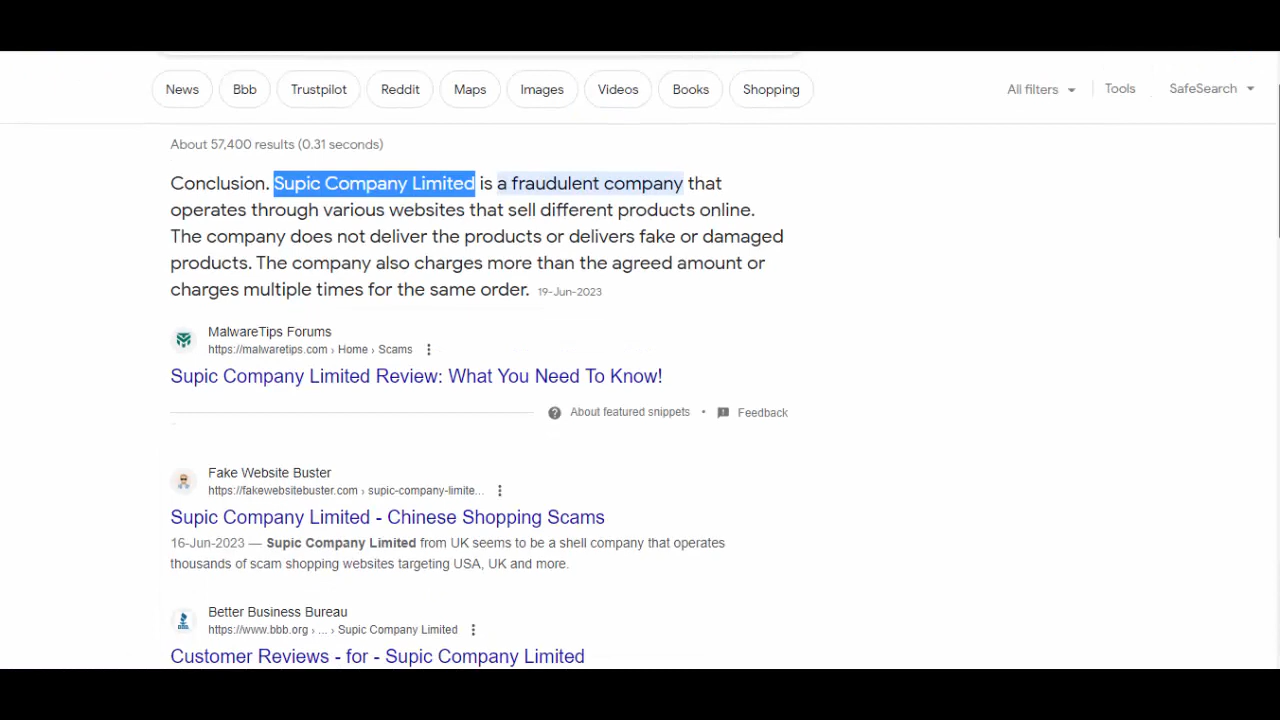 News Bbb Trustpilot Reddit Maps Images Videos Books Shopping All filters Tools SafeSearch
About 57,400 results (0.31 seconds)
Conclusion. Supic Company Limited is a fraudulent company that
operates through various websites that sell different products online.
The company does not deliver the products or delivers fake or damaged
products. The company also charges more than the agreed amount or
charges multiple times for the same order. 19-Jun-2023
MalwareTips Forums
https://malwaretips.com › Home › Scams
Supic Company Limited Review: What You Need To Know!
About featured snippets • Feedback
Fake Website Buster
https://fakewebsitebuster.com › supic-company-limite...
Supic Company Limited - Chinese Shopping Scams
16-Jun-2023 — Supic Company Limited from UK seems to be a shell company that operates
thousands of scam shopping websites targeting USA, UK and more.
Better Business Bureau
https://www.bbb.org › ... › Supic Company Limited
Customer Reviews - for - Supic Company Limited